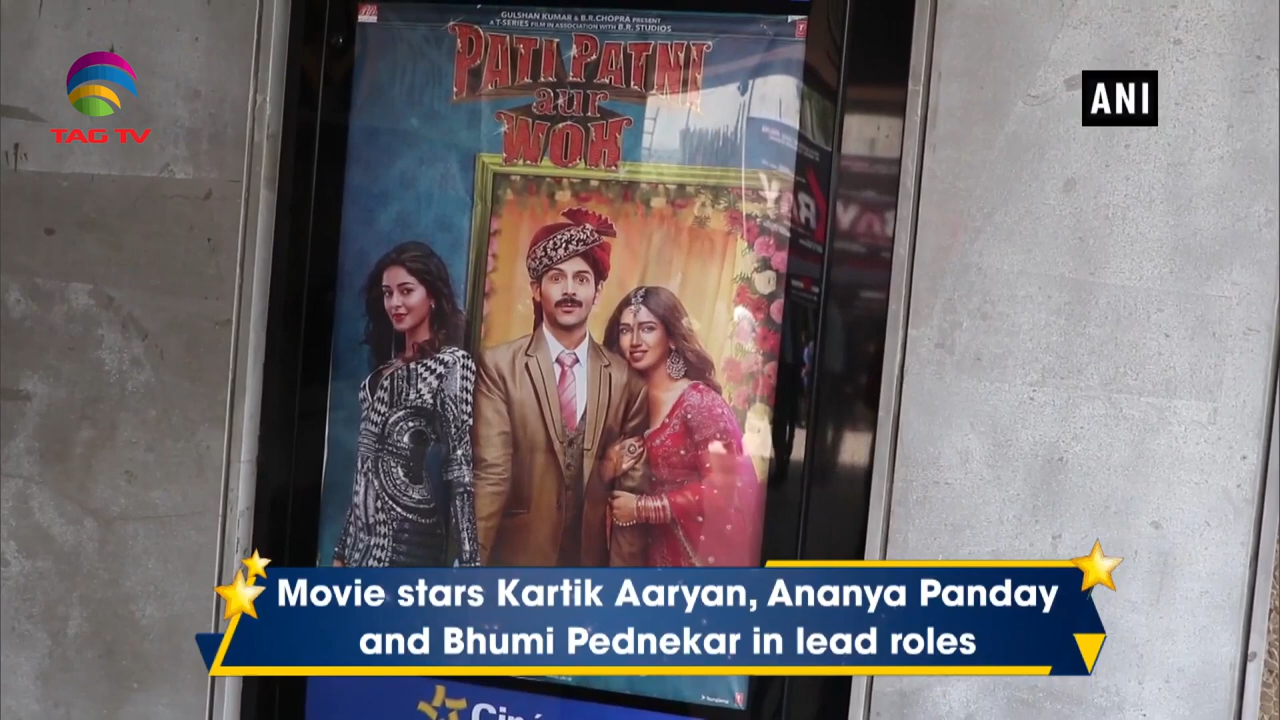 GULSHAN KUMAR & B.R.CHOPRA PRESENT
A T-SERIES FILM IN ASSOCIATION WITH B.R. STUDIOS
PATI PATNI
aur
WOH
TAG TV
ANI
Movie stars Kartik Aaryan, Ananya Panday
and Bhumi Pednekar in lead roles